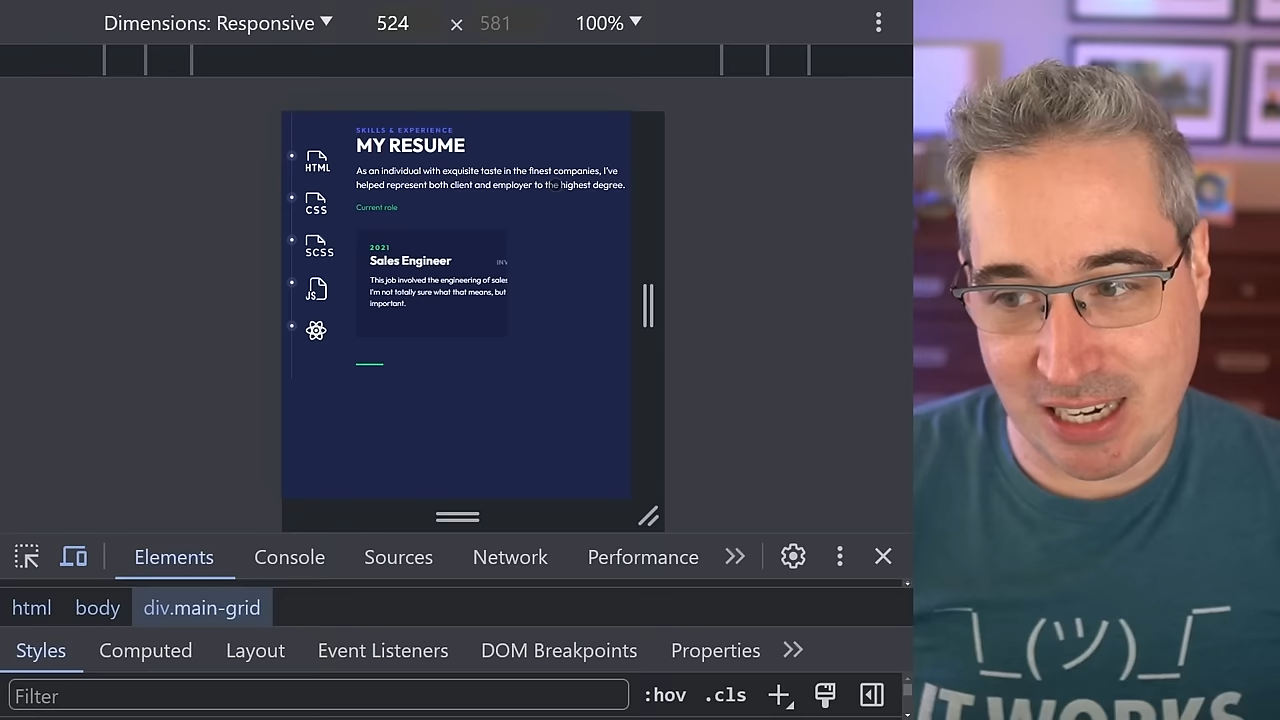 Dimensions: Responsive 524 × 581 100%
SKILLS & EXPERIENCE
MY RESUME
As an individual with exquisite taste in the finest companies, I've
helped represent both client and employer to the highest degree.
Current role
HTML
CSS
SCSS
JS
2021
Sales Engineer
INV
This job involved the engineering of sales
I'm not totally sure what that means, but
important.
Elements Console Sources Network Performance
html body div.main-grid
Styles Computed Layout Event Listeners DOM Breakpoints Properties
Filter :hov .cls
¯\_(ツ)_/¯
IT WORKS